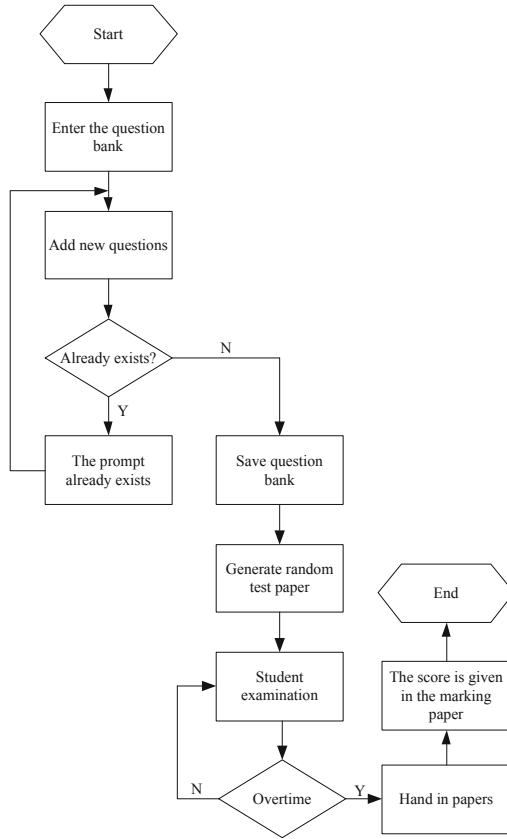 Start
Enter the question
bank
Add new questions
Already exists?
N
Y
The prompt
already exists
Save question
bank
Generate random
test paper
End
Student
examination
The score is given
in the marking
paper
N
Overtime
Y
Hand in papers